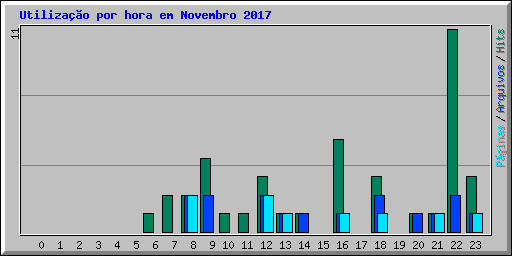 Utilização por hora em Novembro 2017
11
Páginas / Arquivos / Hits
0 1 2 3 4 5 6 7 8 9 10 11 12 13 14 15 16 17 18 19 20 21 22 23